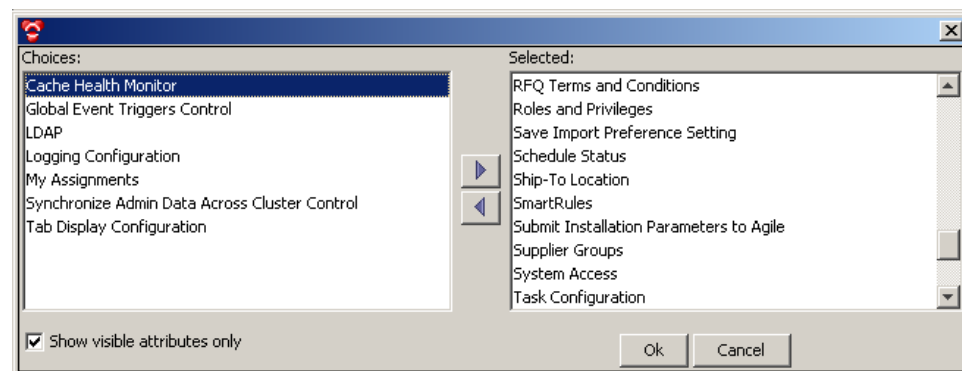 Choices:
Cache Health Monitor
Global Event Triggers Control
LDAP
Logging Configuration
My Assignments
Synchronize Admin Data Across Cluster Control
Tab Display Configuration
Selected:
RFQ Terms and Conditions
Roles and Privileges
Save Import Preference Setting
Schedule Status
Ship-To Location
SmartRules
Submit Installation Parameters to Agile
Supplier Groups
System Access
Task Configuration
Show visible attributes only
Ok
Cancel